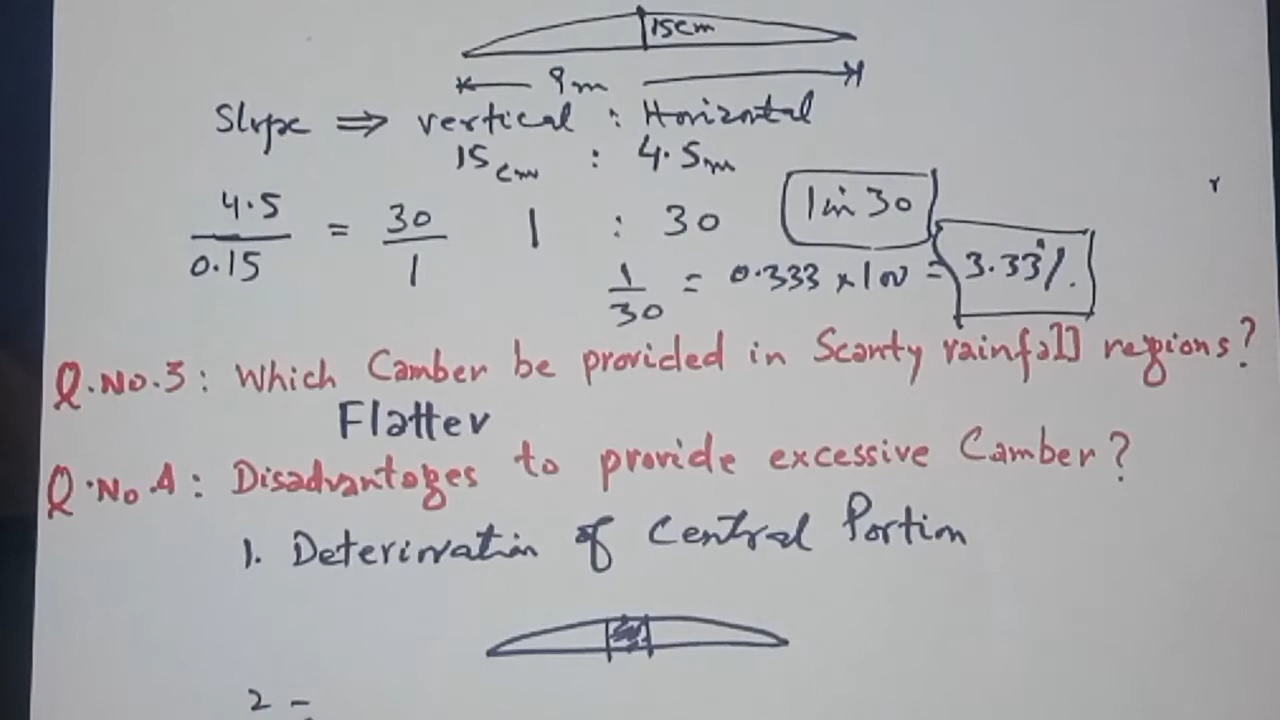 15cm
9m
Slope ⇒ vertical : Horizontal
15cm : 4.5m
4.5/0.15 = 30/1 1 : 30 1 in 30
1/30 = 0.333 x 100 = 3.33%.
Q.No.3: Which Camber be provided in Scanty rainfall regions?
Flatter
Q.No.4: Disadvantages to provide excessive Camber?
1. Deterioration of Central Portion
2 -